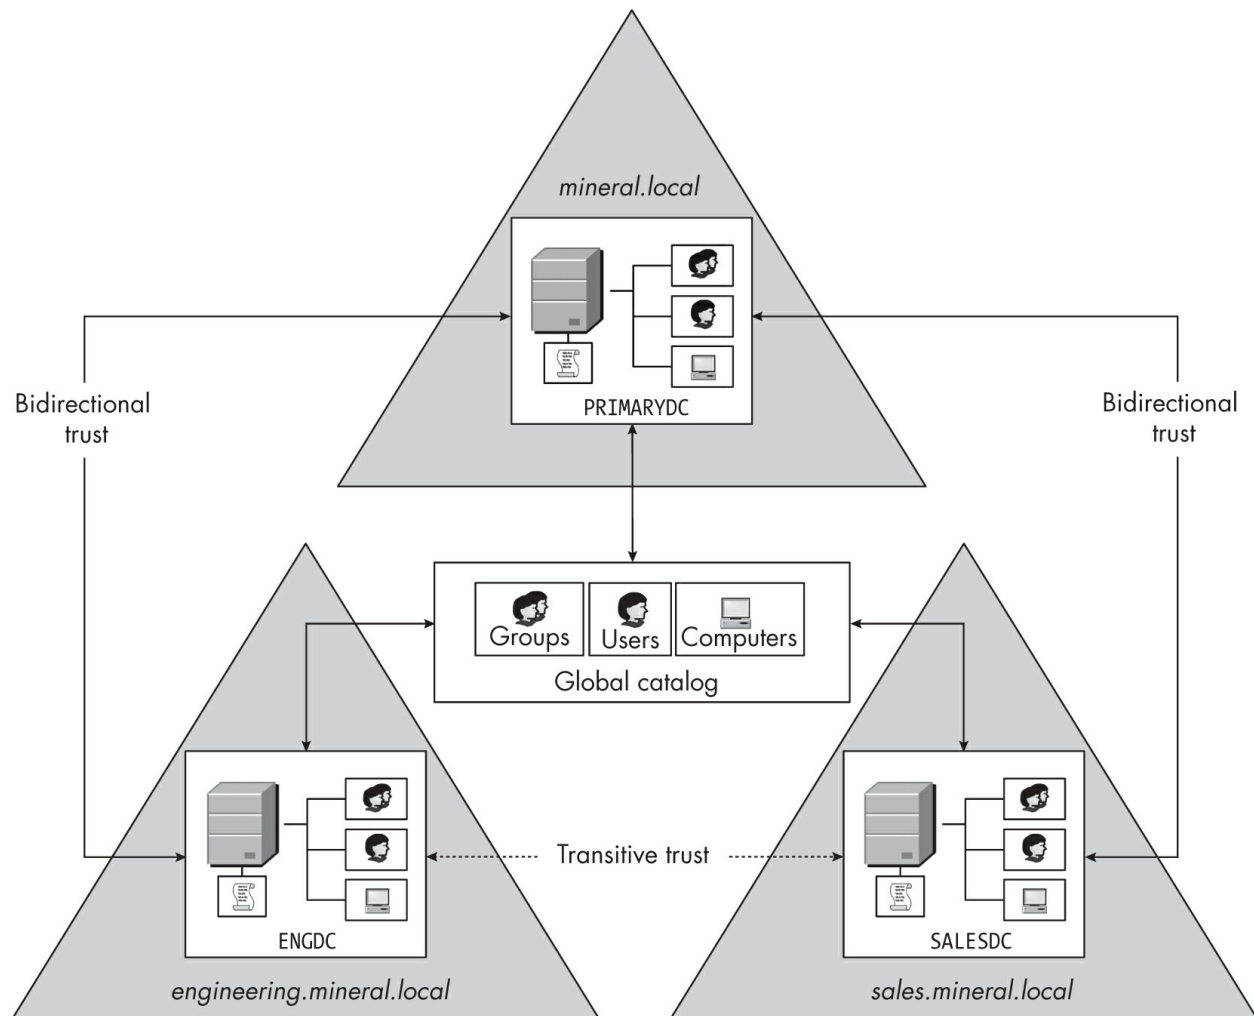 mineral.local
PRIMARYDC
Bidirectional
trust
Bidirectional
trust
Groups
Users
Computers
Global catalog
Transitive trust
ENGDC
SALESDC
engineering.mineral.local
sales.mineral.local